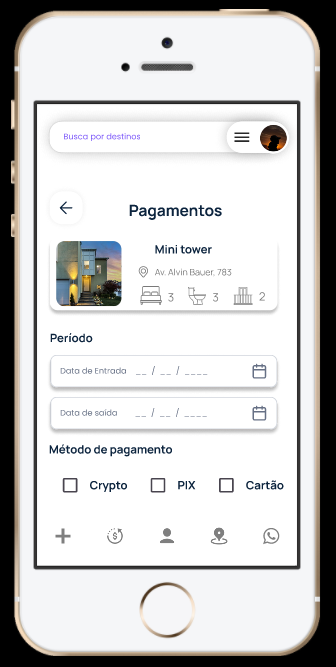 Busca por destinos
Pagamentos
Mini tower
Av. Alvin Bauer, 783
3 3 2
Período
Data de Entrada __ / __ / ____
Data de saída __ / __ / ____
Método de pagamento
Crypto PIX Cartão